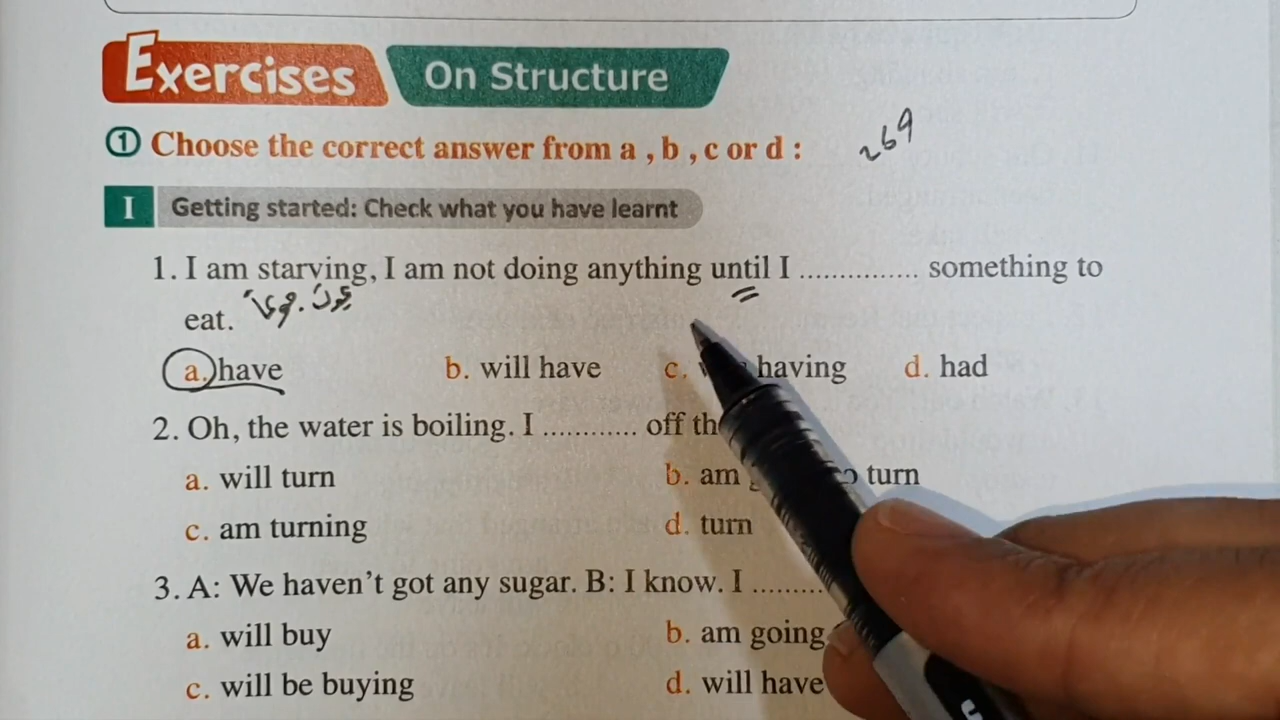 Exercises On Structure
1 Choose the correct answer from a , b , c or d :
269
I Getting started: Check what you have learnt
1. I am starving, I am not doing anything until I ............... something to
eat.
a. have b. will have c. having d. had
2. Oh, the water is boiling. I ............ off
a. will turn b. am turn
c. am turning d. turn
3. A: We haven't got any sugar. B: I know. I .........
a. will buy b. am going
c. will be buying d. will have